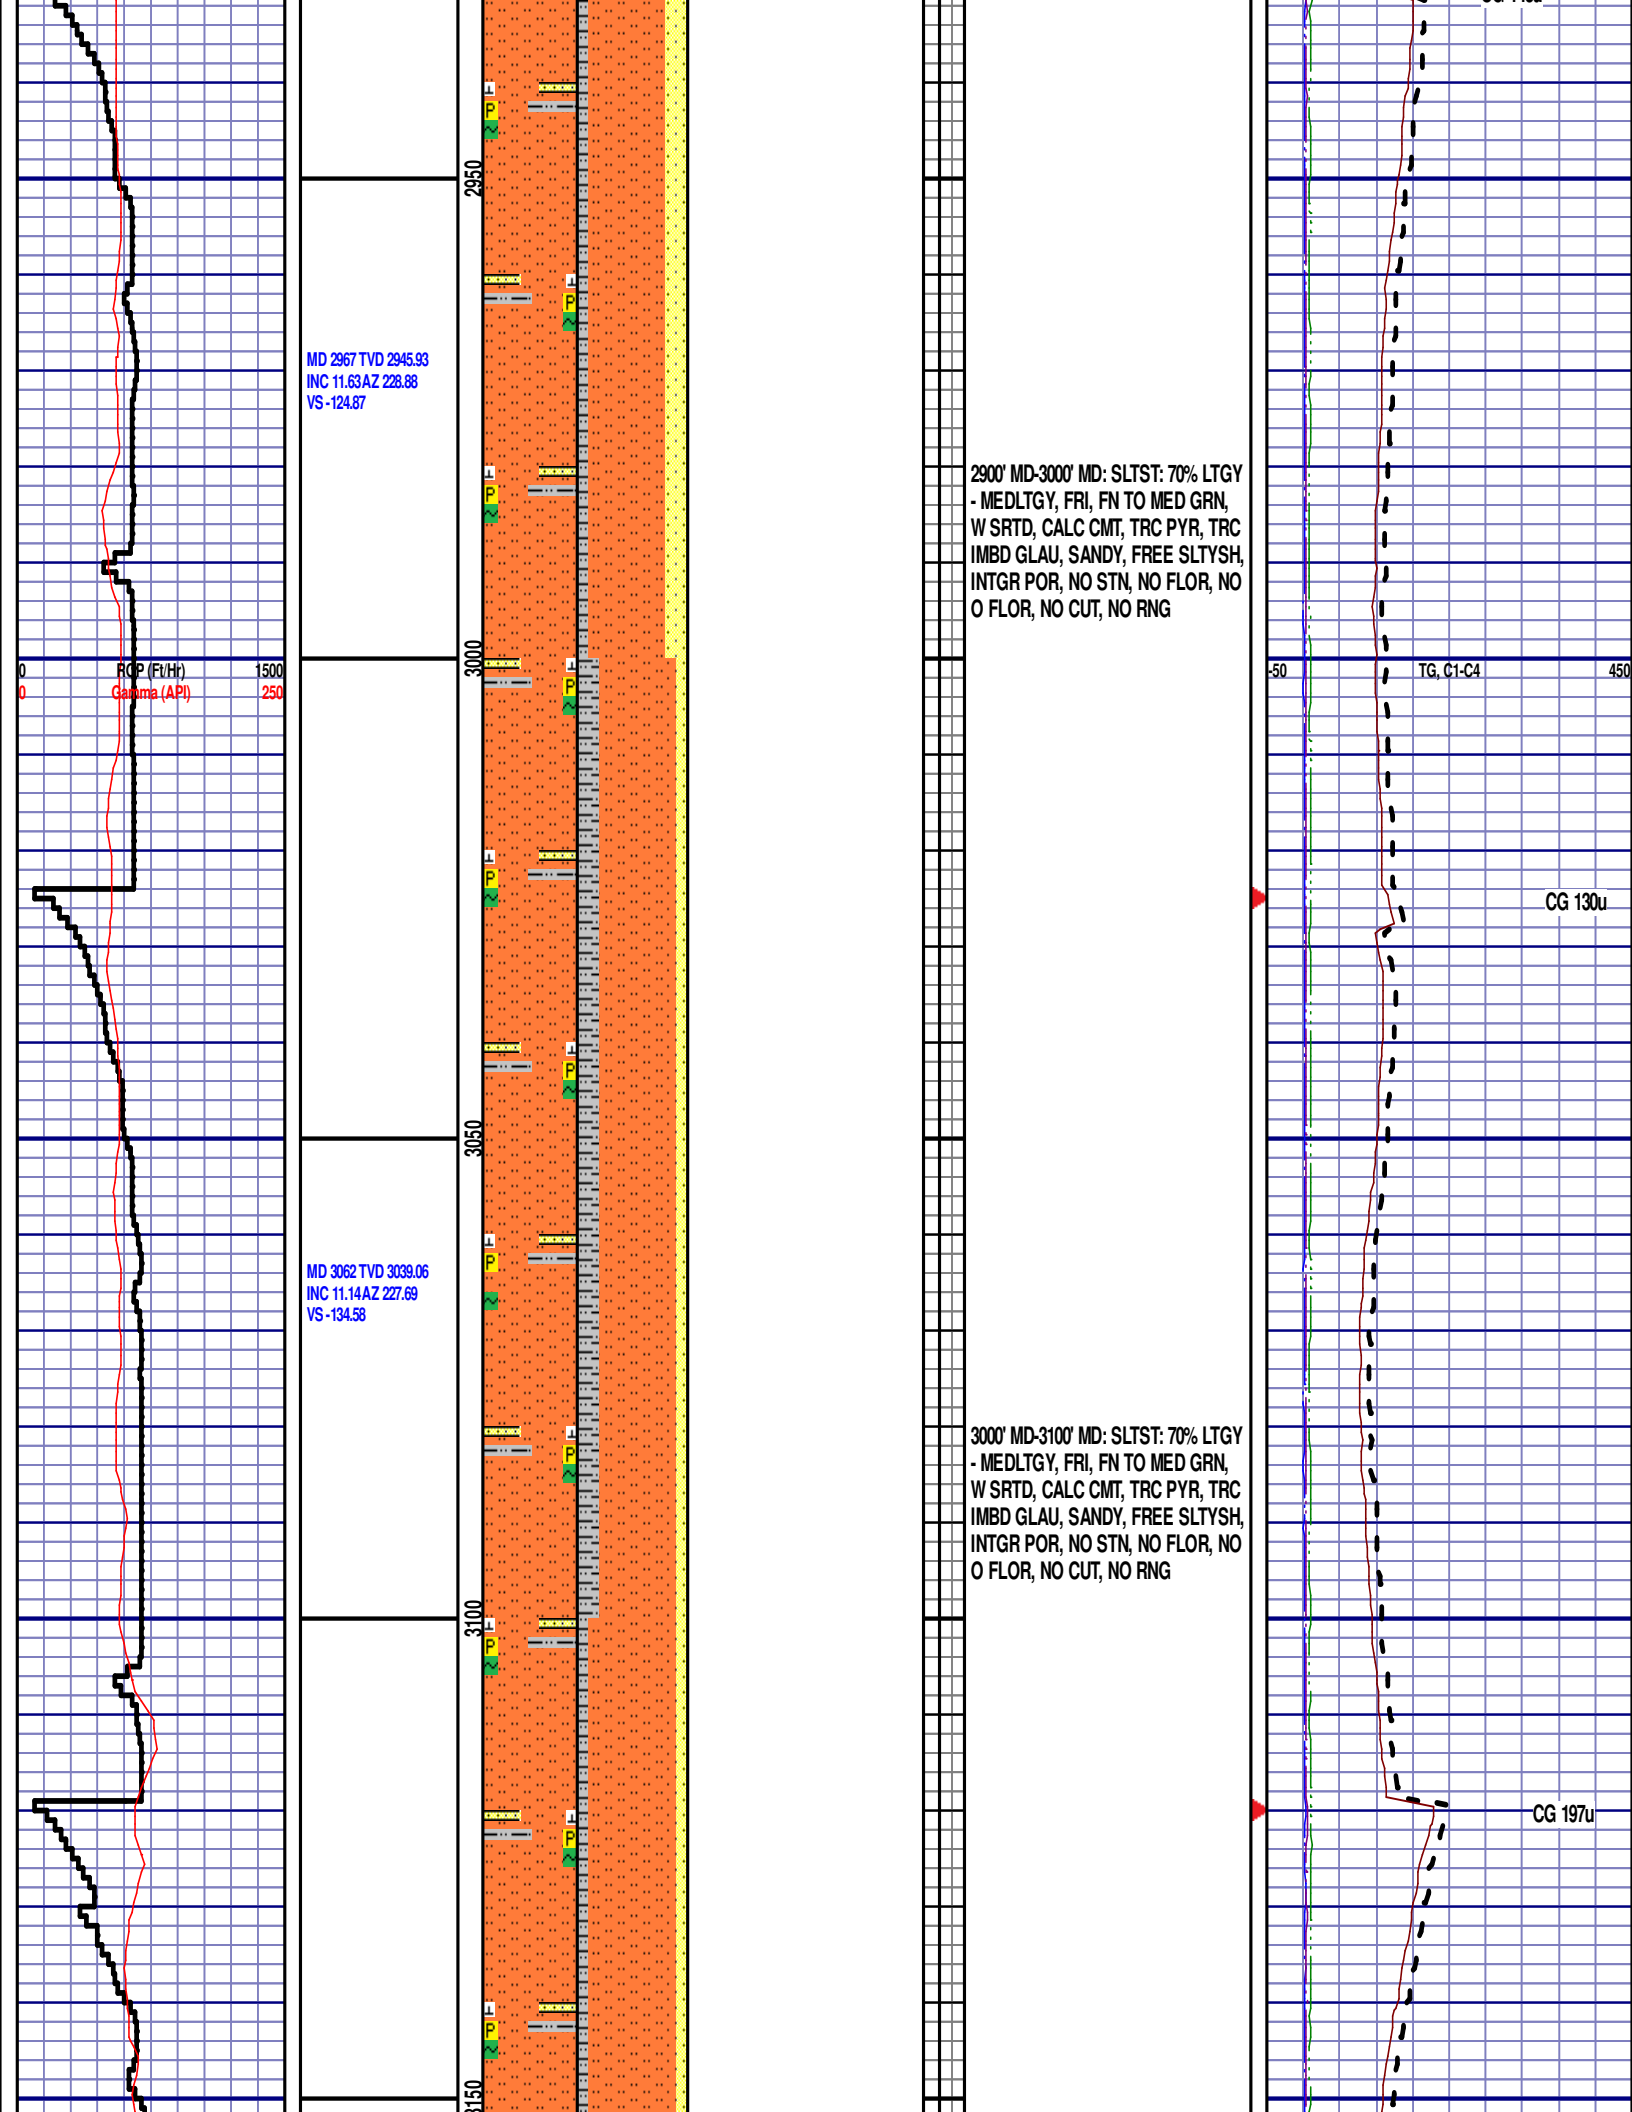 2950
MD 2967 TVD 2945.93
INC 11.63 AZ 228.88
VS -124.87
2900' MD-3000' MD: SLTST: 70% LTGY
- MEDLTGY, FRI, FN TO MED GRN,
W SRTD, CALC CMT, TRC PYR, TRC
IMBD GLAU, SANDY, FREE SLTYSH,
INTGR POR, NO STN, NO FLOR, NO
O FLOR, NO CUT, NO RNG
3000
0 ROP (Ft/Hr) 1500
0 Gamma (API) 250
-50 TG, C1-C4 450
CG 130u
3050
MD 3062 TVD 3039.06
INC 11.14 AZ 227.69
VS -134.58
3000' MD-3100' MD: SLTST: 70% LTGY
- MEDLTGY, FRI, FN TO MED GRN,
W SRTD, CALC CMT, TRC PYR, TRC
IMBD GLAU, SANDY, FREE SLTYSH,
INTGR POR, NO STN, NO FLOR, NO
O FLOR, NO CUT, NO RNG
3100
CG 197u
3150
P
P
P
P
P
P
P
P
P
P
P